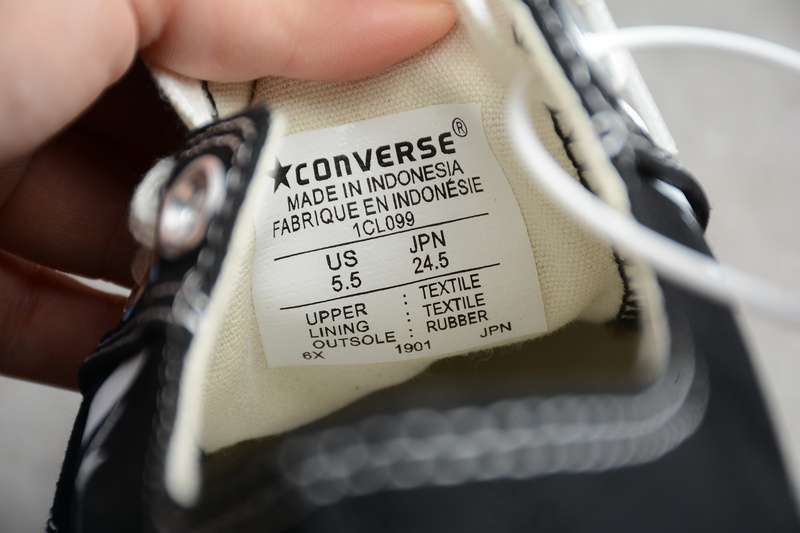 ★CONVERSE®
MADE IN INDONESIA
FABRIQUE EN INDONÉSIE
1CL099
US JPN
5.5 24.5
UPPER : TEXTILE
LINING : TEXTILE
OUTSOLE : RUBBER
6X 1901 JPN